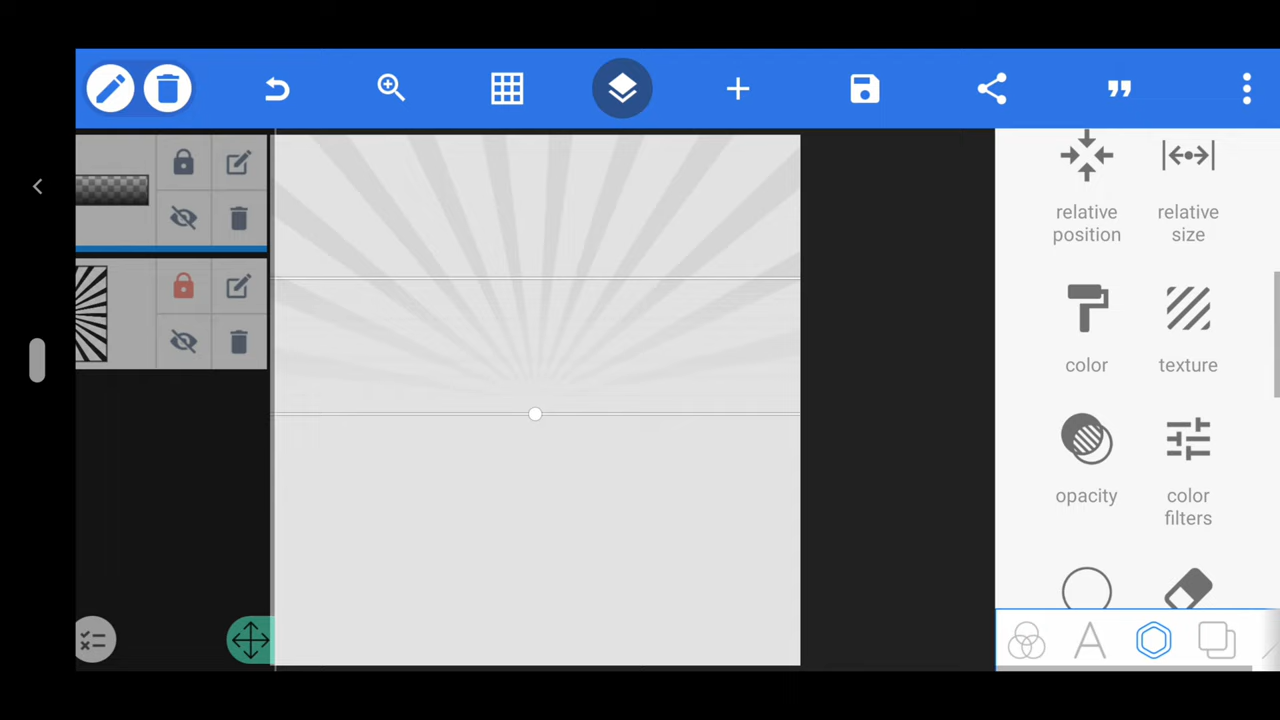 relative
position
relative
size
color
texture
opacity
color
filters